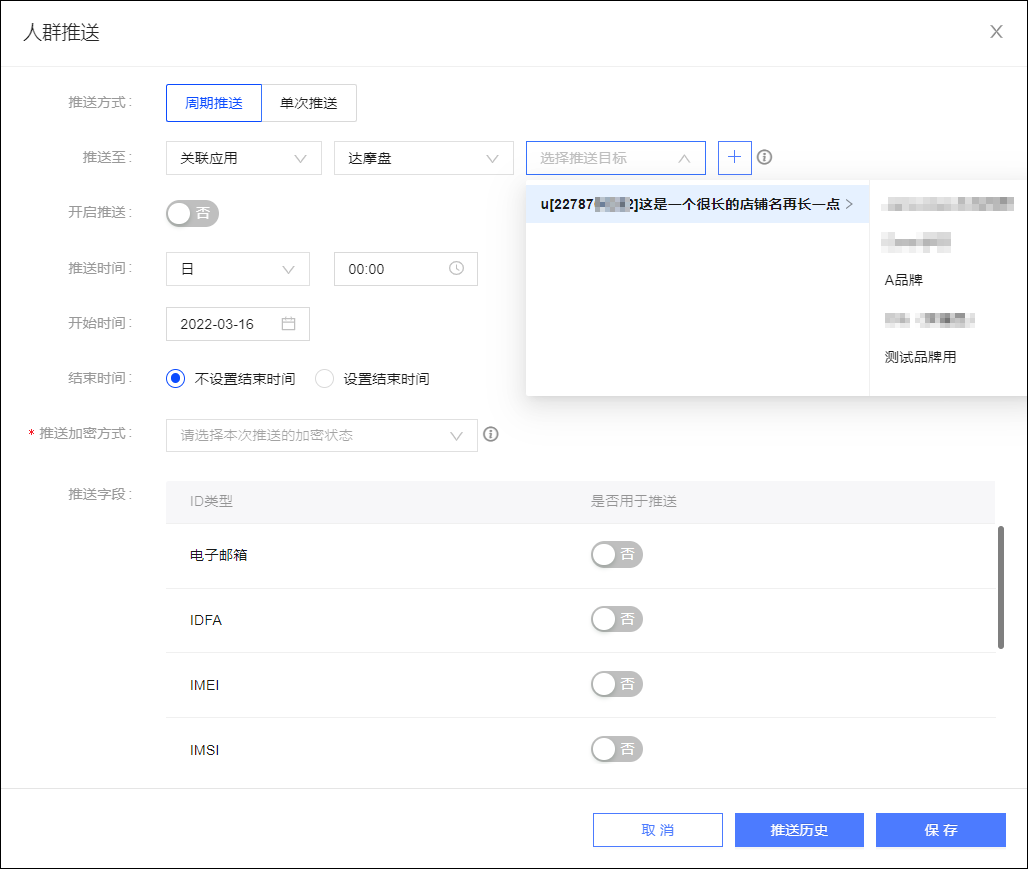 人群推送
推送方式:
周期推送
单次推送
推送至:
关联应用
达摩盘
选择推送目标
u[22787 2]这是一个很长的店铺名再长一点
A品牌
测试品牌用
开启推送:
否
推送时间:
日
00:00
开始时间:
2022-03-16
结束时间:
不设置结束时间
设置结束时间
* 推送加密方式:
请选择本次推送的加密状态
推送字段:
ID类型
是否用于推送
电子邮箱
否
IDFA
否
IMEI
否
IMSI
否
取 消
推送历史
保 存